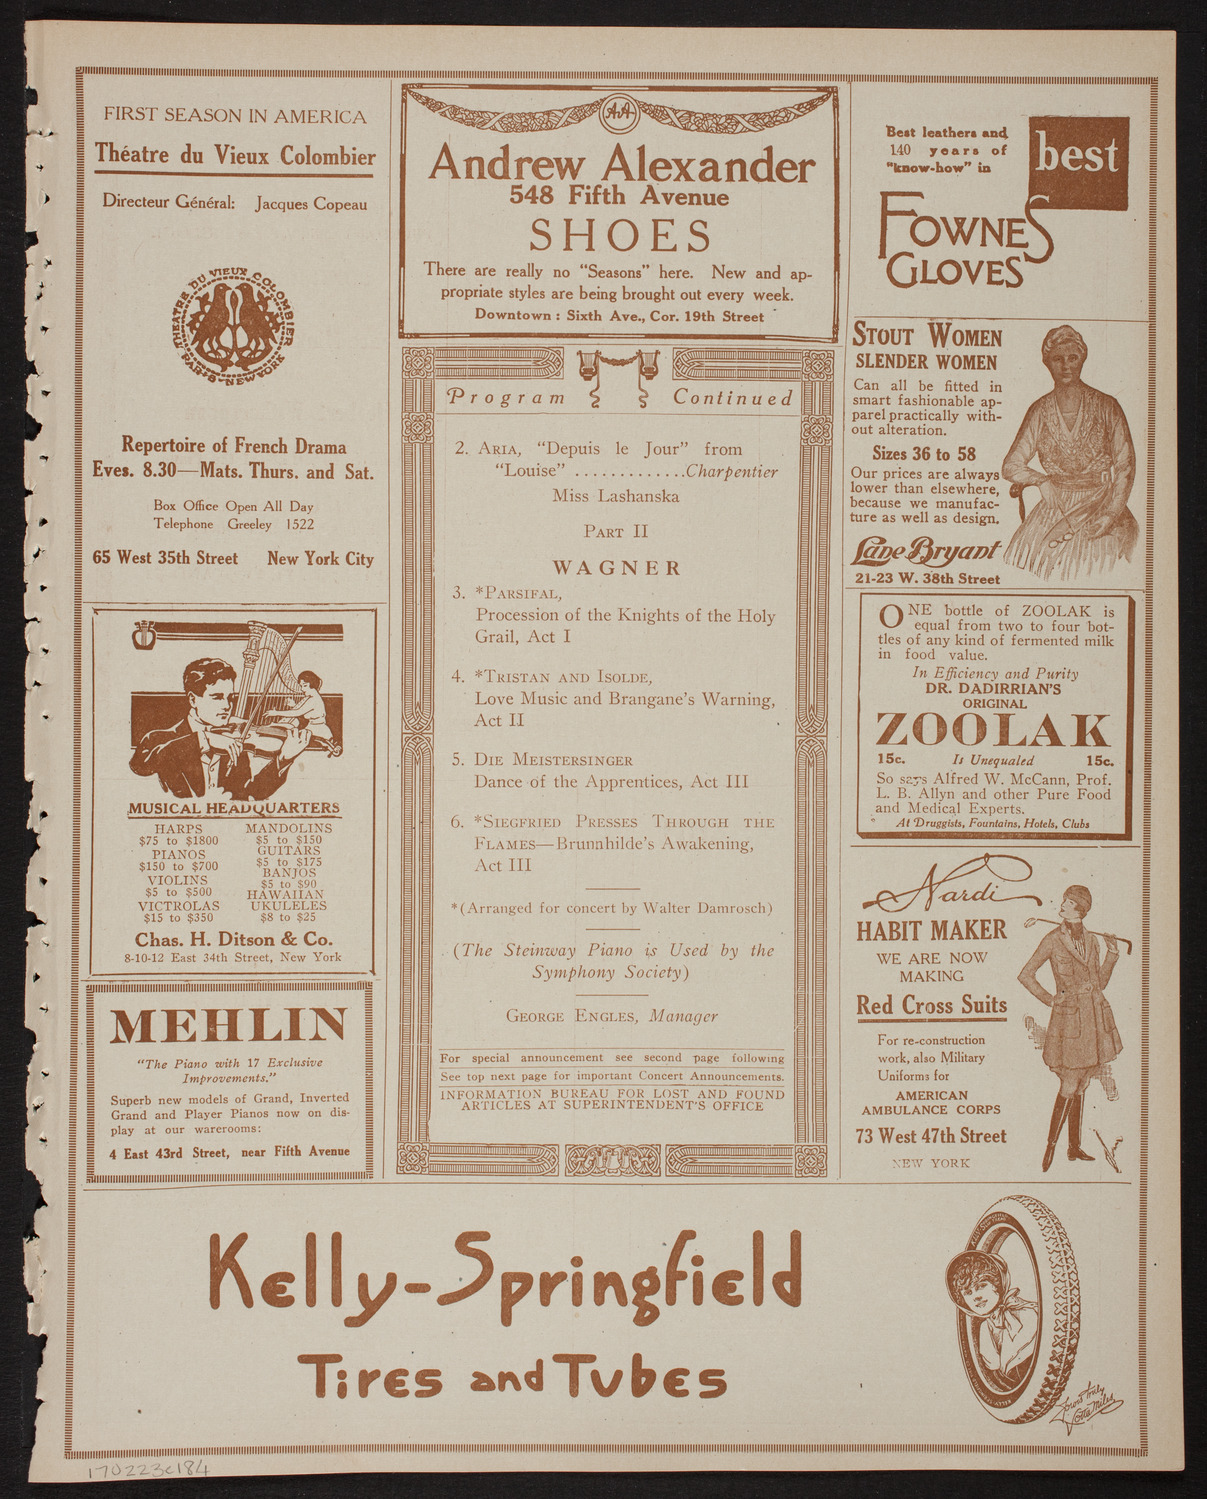 FIRST SEASON IN AMERICA
Théatre du Vieux Colombier
Directeur Général: Jacques Copeau
THEATRE DU VIEUX COLOMBIER
PARIS-NEW YORK
Repertoire of French Drama
Eves. 8.30—Mats. Thurs. and Sat.
Box Office Open All Day
Telephone Greeley 1522
65 West 35th Street New York City
MUSICAL HEADQUARTERS
HARPS
$75 to $1800
PIANOS
$150 to $700
VIOLINS
$5 to $500
VICTROLAS
$15 to $350
MANDOLINS
$5 to $150
GUITARS
$5 to $175
BANJOS
$5 to $90
HAWAIIAN
UKULELES
$8 to $25
Chas. H. Ditson & Co.
8-10-12 East 34th Street, New York
MEHLIN
"The Piano with 17 Exclusive
Improvements."
Superb new models of Grand, Inverted
Grand and Player Pianos now on dis-
play at our warerooms:
4 East 43rd Street, near Fifth Avenue
AA
Andrew Alexander
548 Fifth Avenue
SHOES
There are really no "Seasons" here. New and ap-
propriate styles are being brought out every week.
Downtown: Sixth Ave., Cor. 19th Street
Program Continued
2. ARIA, "Depuis le Jour" from
"Louise" ............Charpentier
Miss Lashanska
PART II
WAGNER
3. *PARSIFAL,
Procession of the Knights of the Holy
Grail, Act I
4. *TRISTAN AND ISOLDE,
Love Music and Brangane's Warning,
Act II
5. DIE MEISTERSINGER
Dance of the Apprentices, Act III
6. *SIEGFRIED PRESSES THROUGH THE
FLAMES—Brunnhilde's Awakening,
Act III
*(Arranged for concert by Walter Damrosch)
(The Steinway Piano is Used by the
Symphony Society)
GEORGE ENGLES, Manager
For special announcement see second page following
See top next page for important Concert Announcements.
INFORMATION BUREAU FOR LOST AND FOUND
ARTICLES AT SUPERINTENDENT'S OFFICE
Best leathers and
140 years of
"know-how" in
best
FOWNES
GLOVES
STOUT WOMEN
SLENDER WOMEN
Can all be fitted in
smart fashionable ap-
parel practically with-
out alteration.
Sizes 36 to 58
Our prices are always
lower than elsewhere,
because we manufac-
ture as well as design.
Lane Bryant
21-23 W. 38th Street
ONE bottle of ZOOLAK is
equal from two to four bot-
tles of any kind of fermented milk
in food value.
In Efficiency and Purity
DR. DADIRRIAN'S
ORIGINAL
ZOOLAK
15c. Is Unequaled 15c.
So says Alfred W. McCann, Prof.
L. B. Allyn and other Pure Food
and Medical Experts.
At Druggists, Fountains, Hotels, Clubs
Nardi
HABIT MAKER
WE ARE NOW
MAKING
Red Cross Suits
For re-construction
work, also Military
Uniforms for
AMERICAN
AMBULANCE CORPS
73 West 47th Street
NEW YORK
Kelly-Springfield
Tires and Tubes
Yours truly
Lotta Miles
170223c184